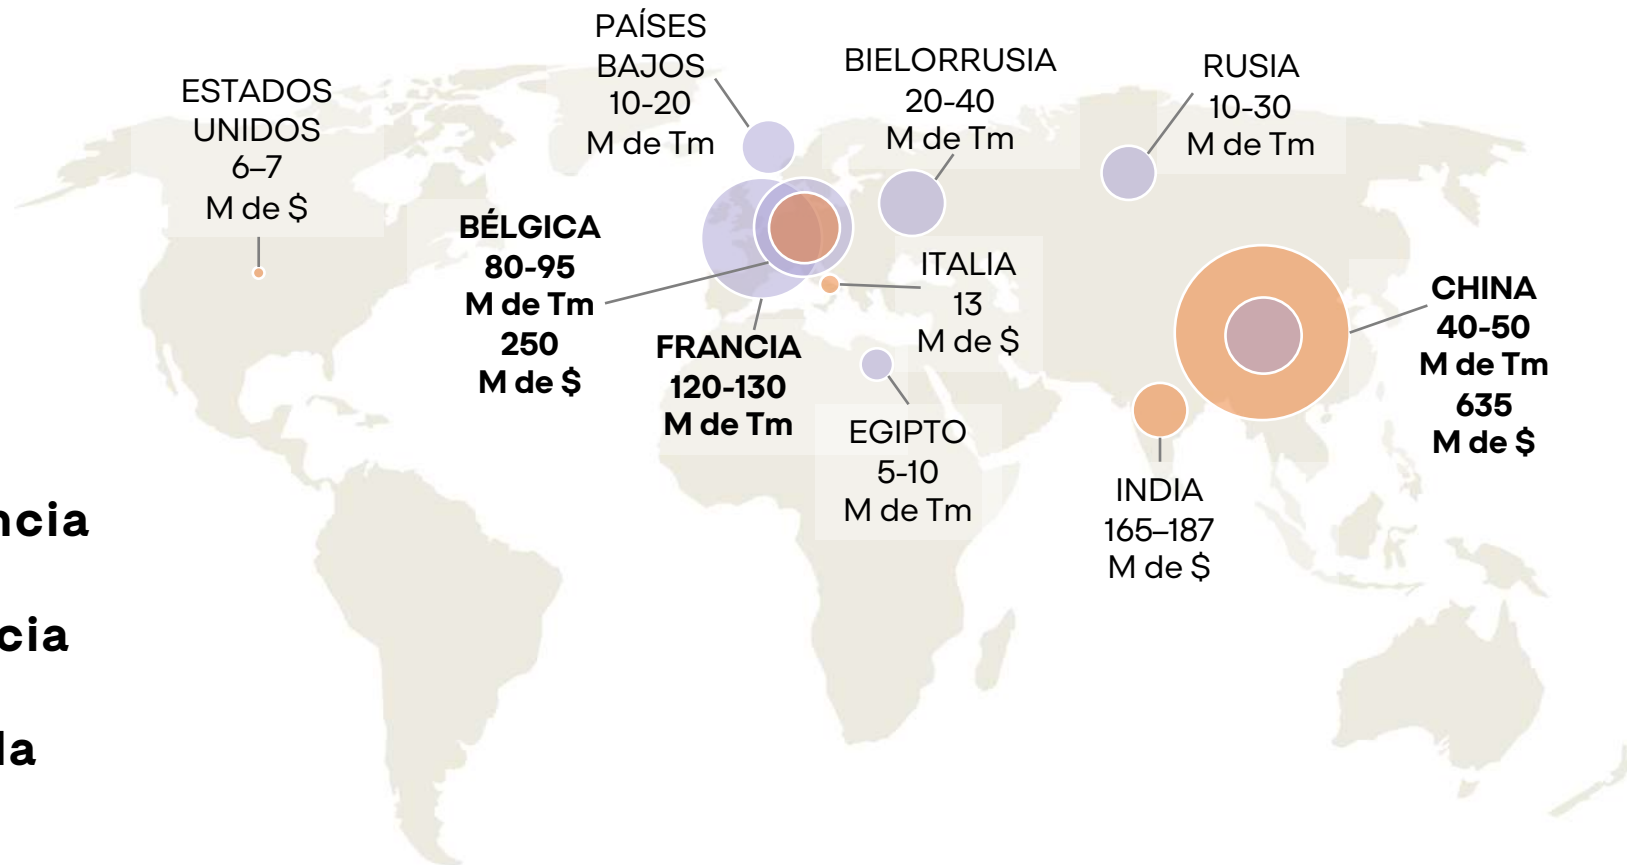 ESTADOS
UNIDOS
6–7
M de $
PAÍSES
BAJOS
10-20
M de Tm
BIELORRUSIA
20-40
M de Tm
RUSIA
10-30
M de Tm
BÉLGICA
80-95
M de Tm
250
M de $
FRANCIA
120-130
M de Tm
ITALIA
13
M de $
EGIPTO
5-10
M de Tm
CHINA
40-50
M de Tm
635
M de $
INDIA
165–187
M de $
ncia
cia
la